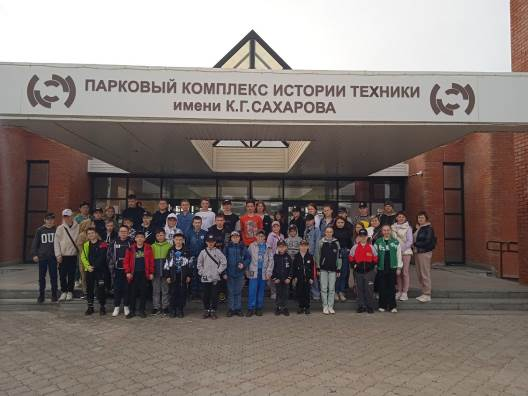 ПАРКОВЫЙ КОМПЛЕКС ИСТОРИИ ТЕХНИКИ
имени К.Г.САХАРОВА